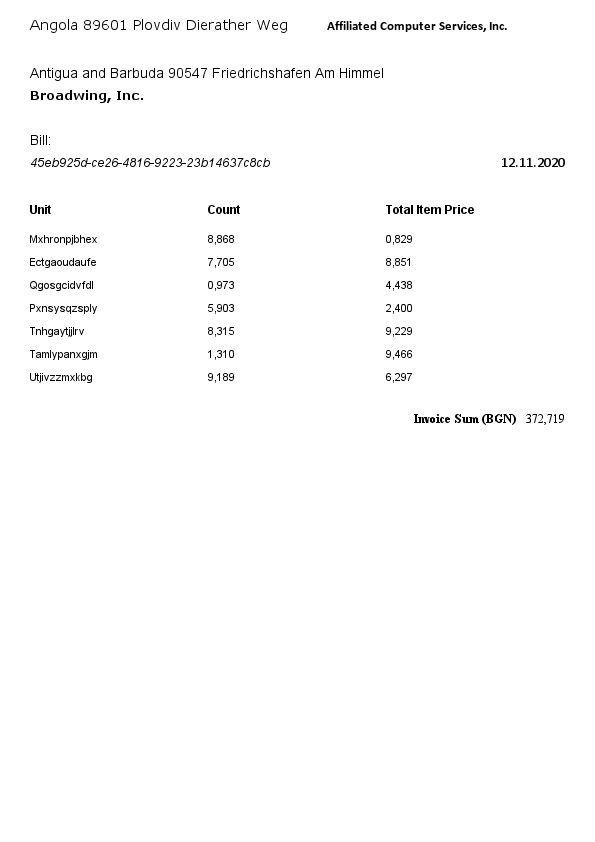 Angola 89601 Plovdiv Dierather Weg Affiliated Computer Services, Inc.
Antigua and Barbuda 90547 Friedrichshafen Am Himmel
Broadwing, Inc.
Bill:
45eb925d-ce26-4816-9223-23b14637c8cb 12.11.2020
Unit Count Total Item Price
Mxhronpjbhex 8,868 0,829
Ectgaoudaufe 7,705 8,851
Qgosgcidvfdl 0,973 4,438
Pxnsysqzsply 5,903 2,400
Tnhgaytjjlrv 8,315 9,229
Tamlypanxgjm 1,310 9,466
Utjivzzmxkbg 9,189 6,297
Invoice Sum (BGN) 372,719